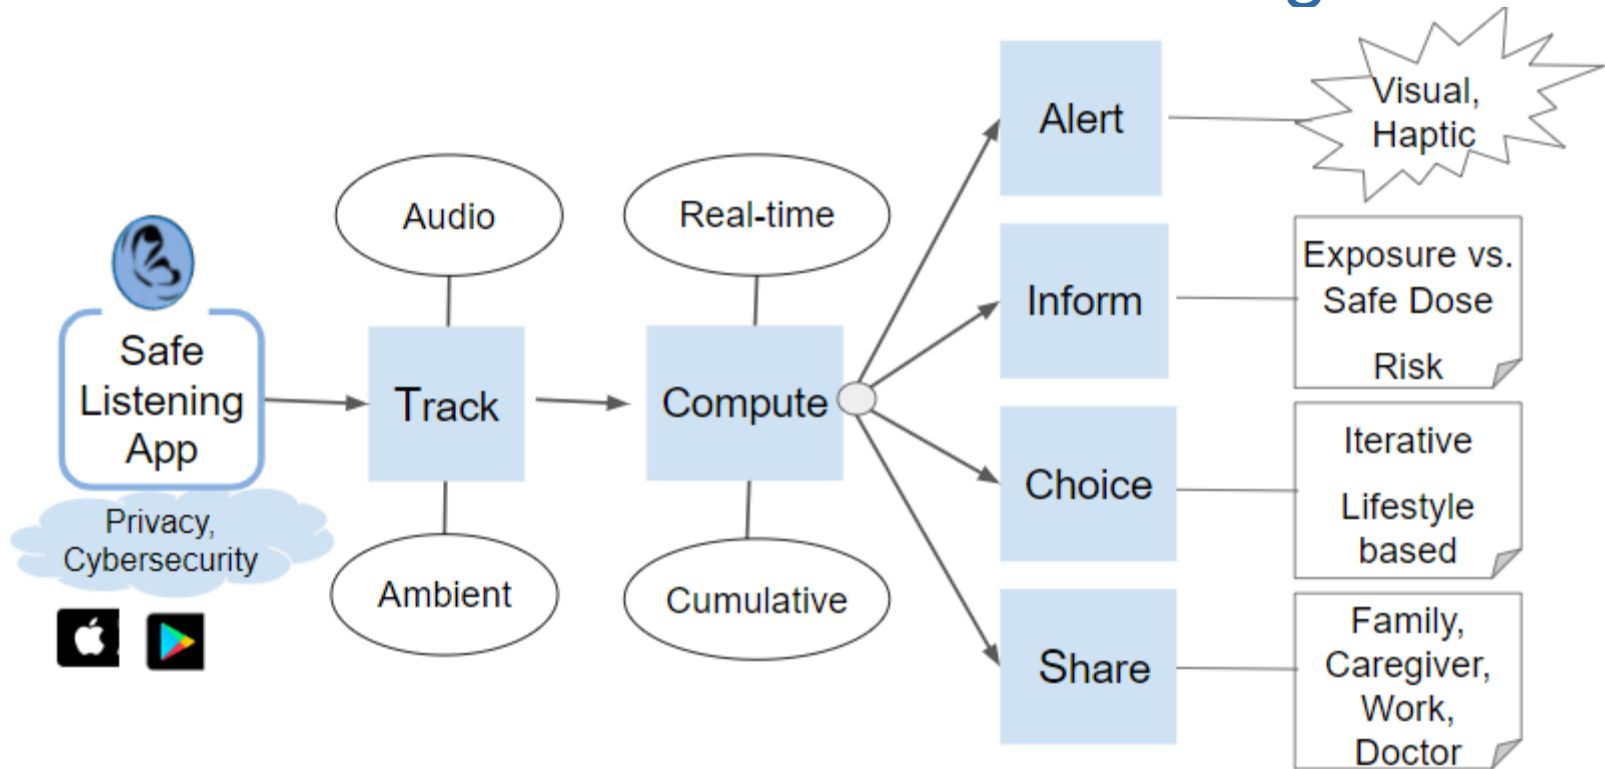 Safe
Listening
App
Privacy,
Cybersecurity
Audio
Track
Ambient
Real-time
Compute
Cumulative
Alert
Visual,
Haptic
Inform
Exposure vs.
Safe Dose
Risk
Choice
Iterative
Lifestyle
based
Share
Family,
Caregiver,
Work,
Doctor